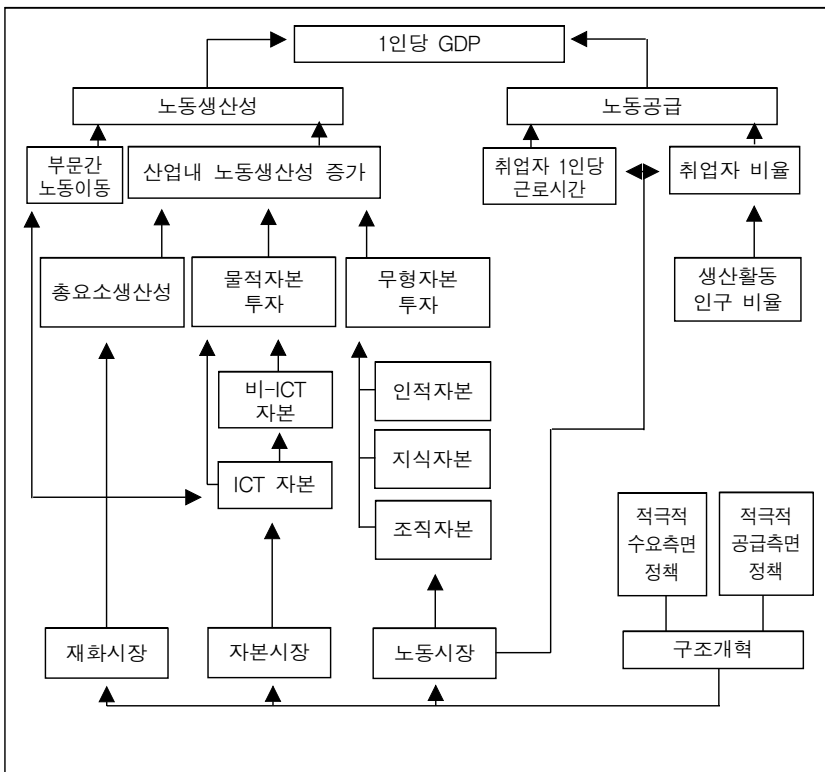 1인당 GDP
노동생산성
노동공급
부문간
노동이동
산업내 노동생산성 증가
취업자 1인당
근로시간
취업자 비율
총요소생산성
물적자본
투자
무형자본
투자
생산활동
인구 비율
비-ICT
자본
인적자본
지식자본
ICT 자본
조직자본
적극적
수요측면
정책
적극적
공급측면
정책
재화시장
자본시장
노동시장
구조개혁